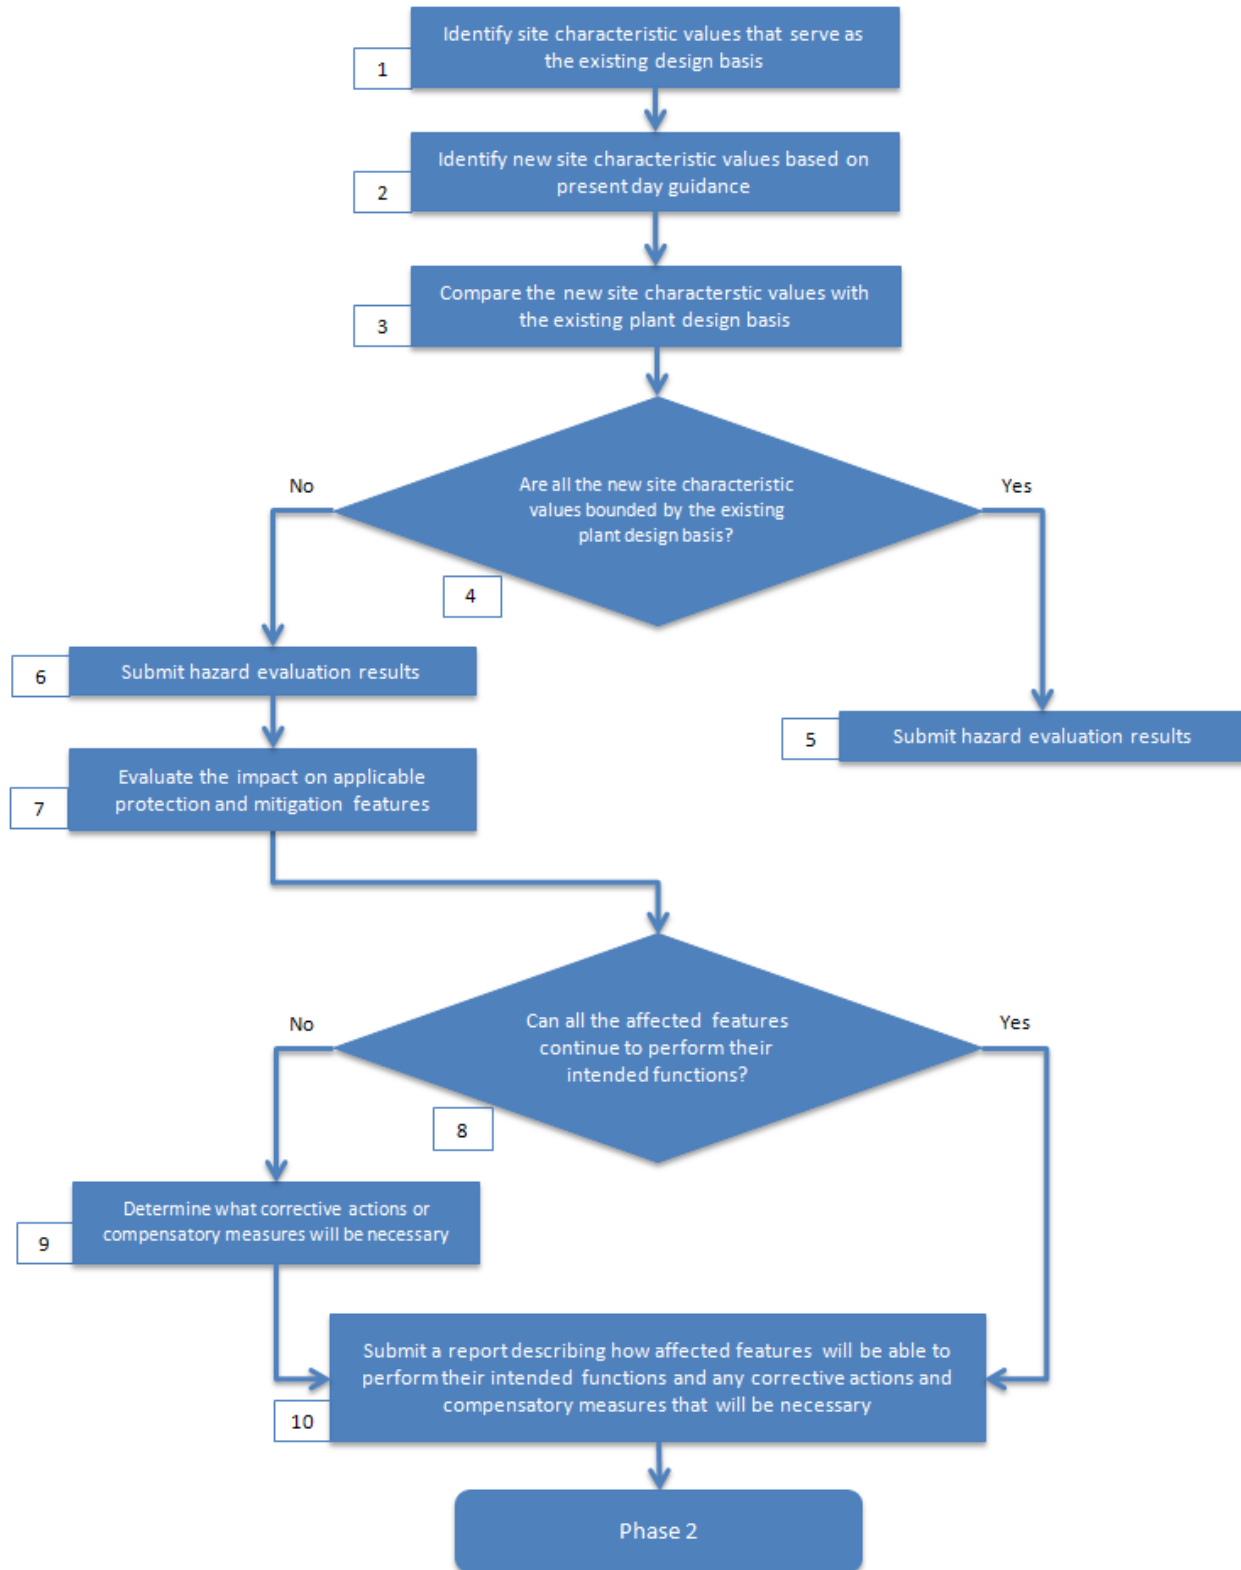 Identify site characteristic values that serve as
the existing design basis
1
Identify new site characteristic values based on
present day guidance
2
Compare the new site characterstic values with
the existing plant design basis
3
No
Are all the new site characteristic
values bounded by the existing
plant design basis?
Yes
4
Submit hazard evaluation results
6
5
Submit hazard evaluation results
Evaluate the impact on applicable
protection and mitigation features
7
No
Can all the affected features
continue to perform their
intended functions?
Yes
8
Determine what corrective actions or
compensatory measures will be necessary
9
Submit a report describing how affected features will be able to
perform their intended functions and any corrective actions and
compensatory measures that will be necessary
10
Phase 2